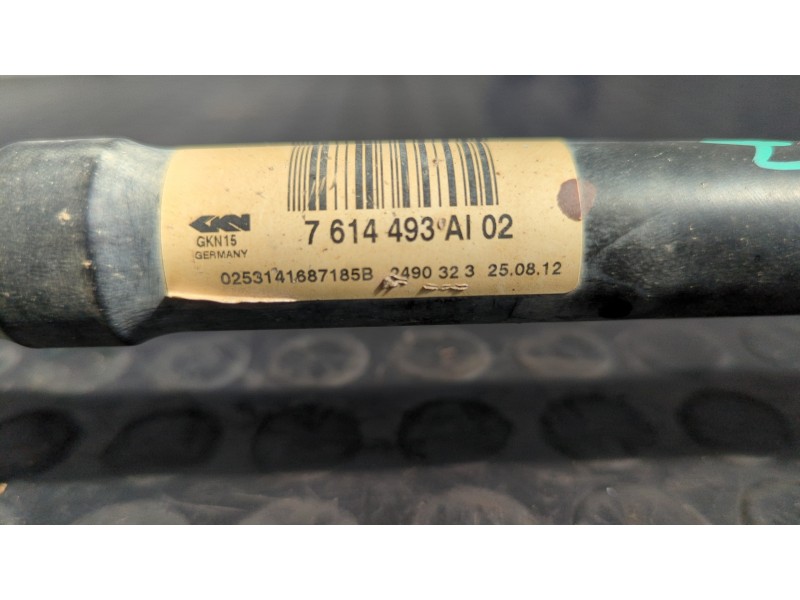 7 614 493 AI 02
GKN
GKN15
GERMANY
0253141687185B 2490 32 3 25.08.12